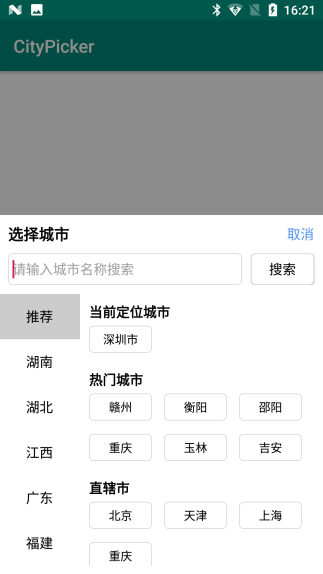 16:21
CityPicker
选择城市 取消
请输入城市名称搜索 搜索
推荐
湖南
湖北
江西
广东
福建
当前定位城市
深圳市
热门城市
赣州 衡阳 邵阳
重庆 玉林 吉安
直辖市
北京 天津 上海
重庆